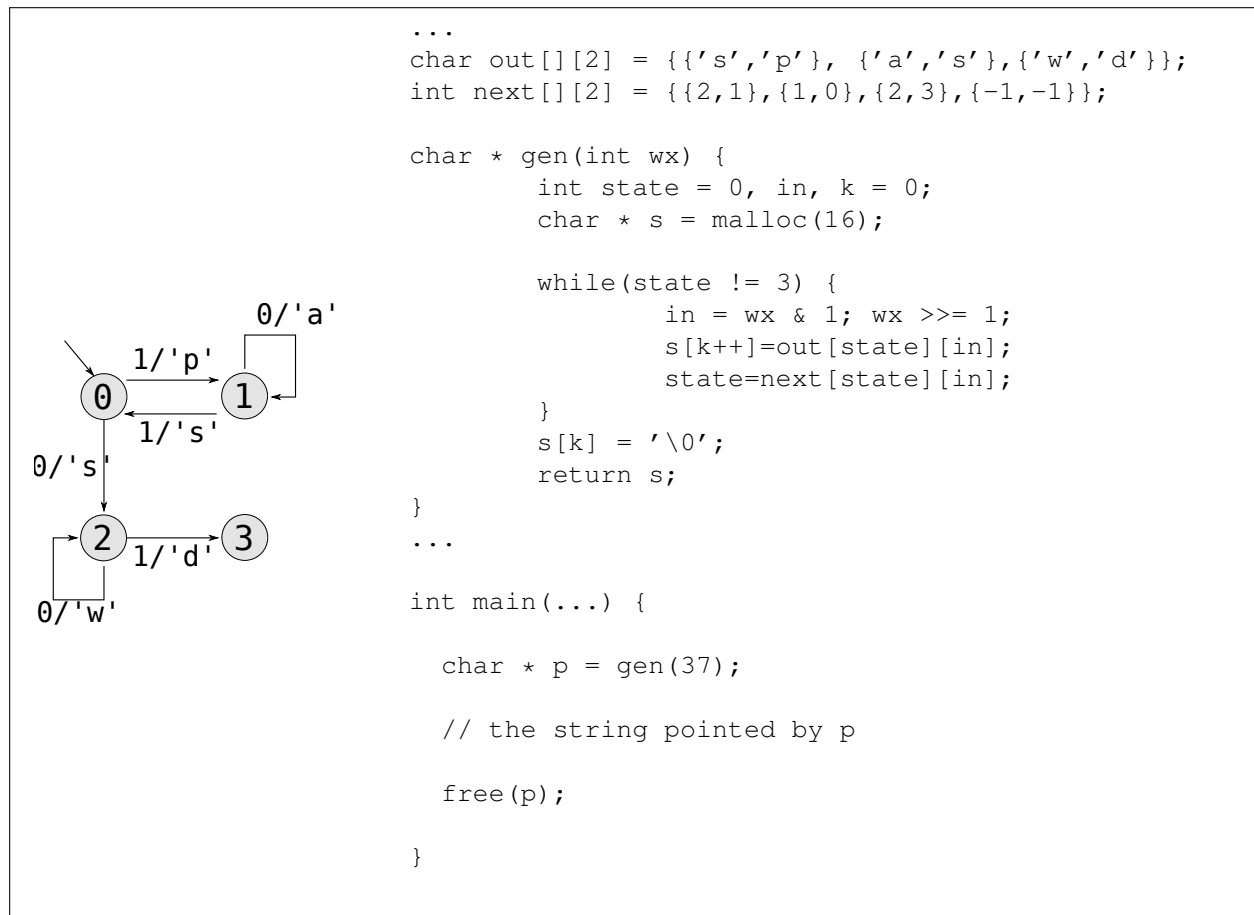 ...
char out[][2] = {{'s','p'}, {'a','s'},{'w','d'}};
int next[][2] = {{2,1},{1,0},{2,3},{-1,-1}};
char * gen(int wx) {
int state = 0, in, k = 0;
char * s = malloc(16);
while(state != 3) {
in = wx & 1; wx >>= 1;
s[k++]=out[state][in];
state=next[state][in];
}
s[k] = '\0';
return s;
}
...
int main(...) {
char * p = gen(37);
// the string pointed by p
free(p);
}
0/'a'
1/'p'
0
1
1/'s'
0/'s'
2
3
1/'d'
0/'w'